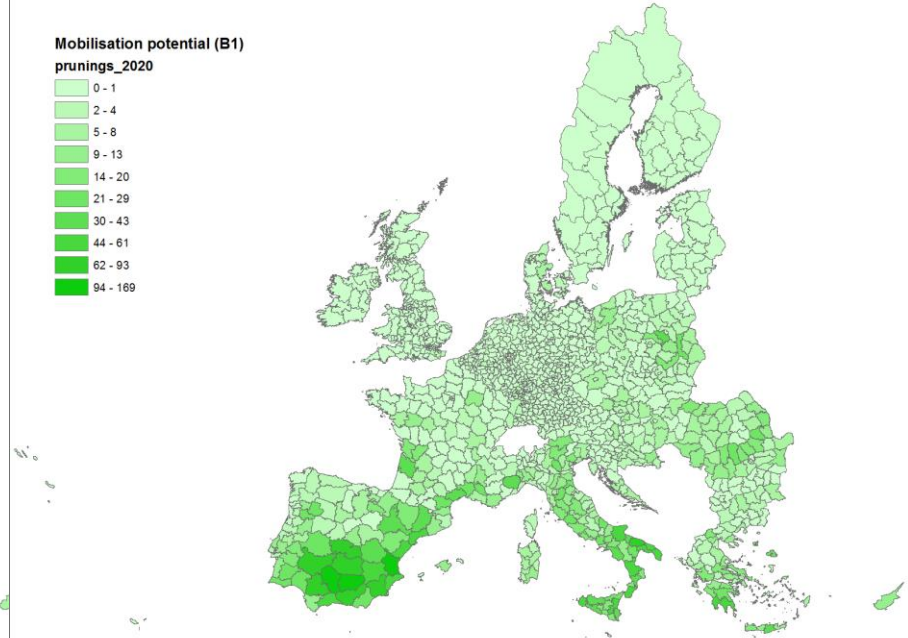 Mobilisation potential (B1)
prunings_2020
0 - 1
2 - 4
5 - 8
9 - 13
14 - 20
21 - 29
30 - 43
44 - 61
62 - 93
94 - 169